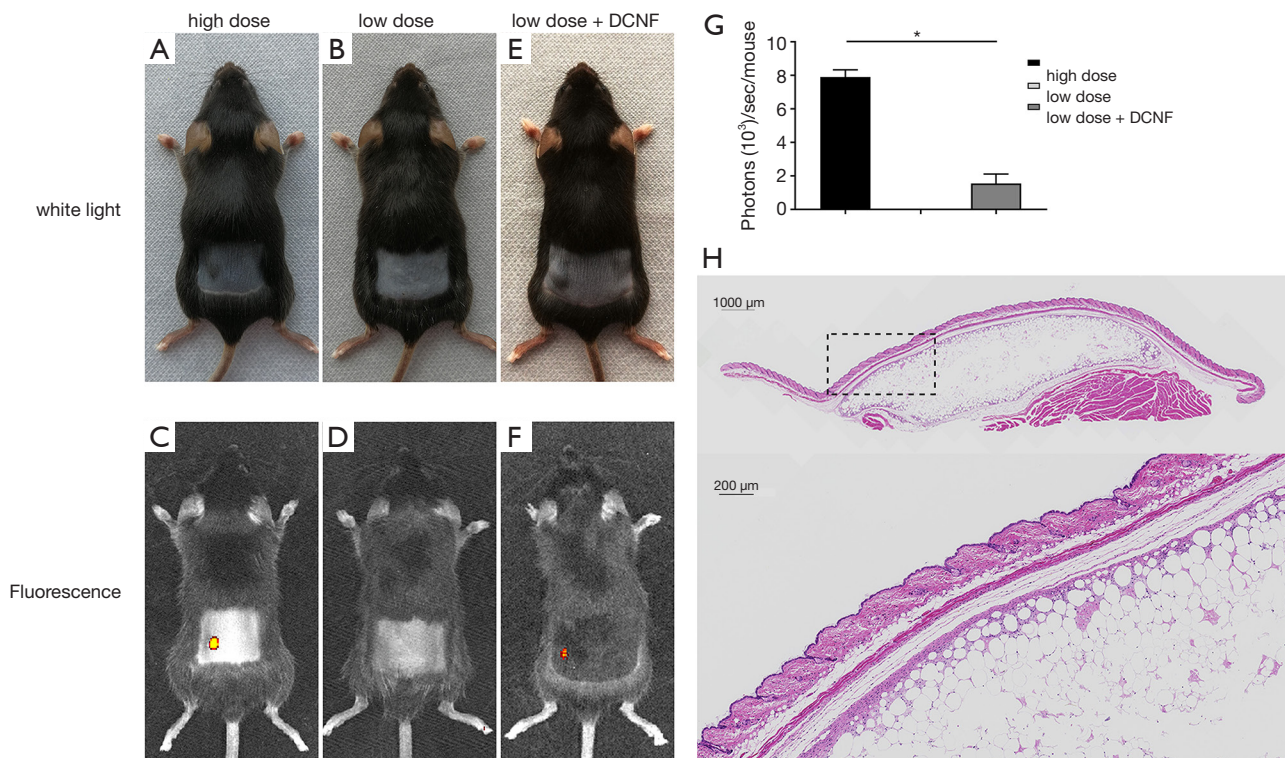 high dose
low dose
low dose + DCNF
A
B
E
white light
C
D
F
Fluorescence
G
10
8
6
4
2
0
Photons (10³)/sec/mouse
*
high dose
low dose
low dose + DCNF
H
1000 µm
200 µm